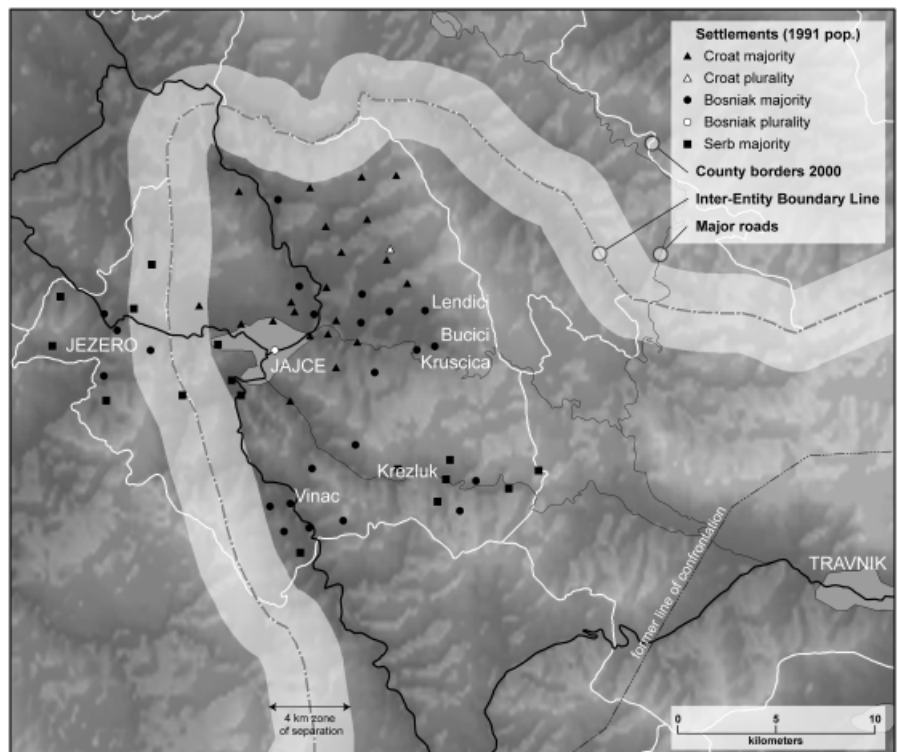 Settlements (1991 pop.)
Croat majority
Croat plurality
Bosniak majority
Bosniak plurality
Serb majority
County borders 2000
Inter-Entity Boundary Line
Major roads
Lendici
Bucici
JEZERO
JAJCE
Kruscica
Krezluk
Vinac
former line of confrontation
TRAVNIK
4 km zone
of separation
0 5 10
kilometers